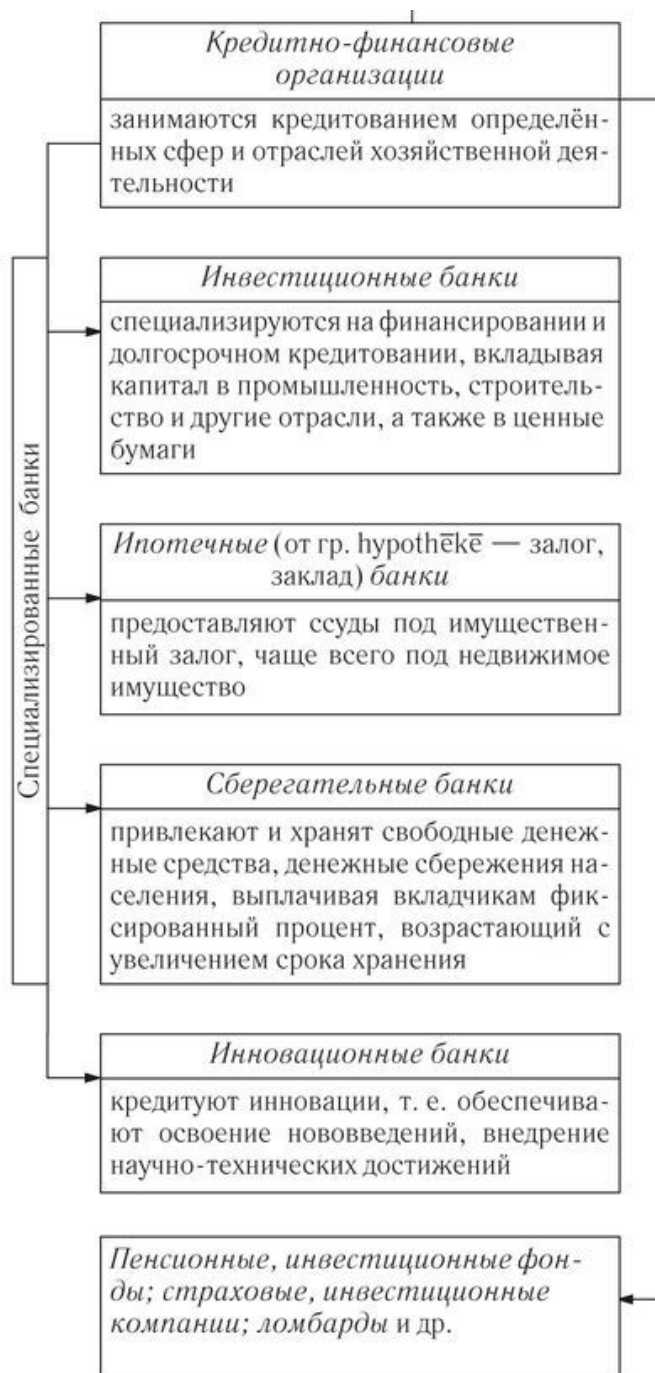 Кредитно-финансовые
организации
занимаются кредитованием определён-
ных сфер и отраслей хозяйственной дея-
тельности
Специализированные банки
Инвестиционные банки
специализируются на финансировании и
долгосрочном кредитовании, вкладывая
капитал в промышленность, строитель-
ство и другие отрасли, а также в ценные
бумаги
Ипотечные (от гр. hypothēkē — залог,
заклад) банки
предоставляют ссуды под имуществен-
ный залог, чаще всего под недвижимое
имущество
Сберегательные банки
привлекают и хранят свободные денеж-
ные средства, денежные сбережения на-
селения, выплачивая вкладчикам фик-
сированный процент, возрастающий с
увеличением срока хранения
Инновационные банки
кредитуют инновации, т. е. обеспечива-
ют освоение нововведений, внедрение
научно-технических достижений
Пенсионные, инвестиционные фон-
ды; страховые, инвестиционные
компании; ломбарды и др.